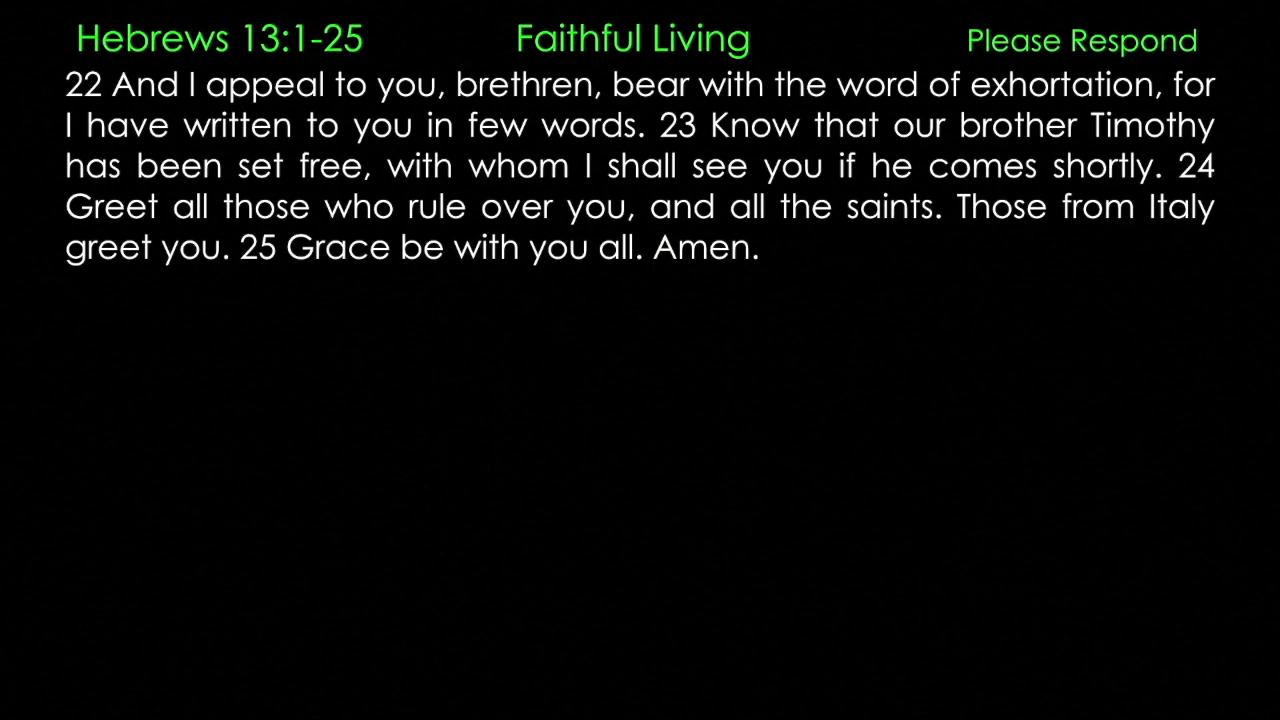 Hebrews 13:1-25 Faithful Living Please Respond
22 And I appeal to you, brethren, bear with the word of exhortation, for
I have written to you in few words. 23 Know that our brother Timothy
has been set free, with whom I shall see you if he comes shortly. 24
Greet all those who rule over you, and all the saints. Those from Italy
greet you. 25 Grace be with you all. Amen.